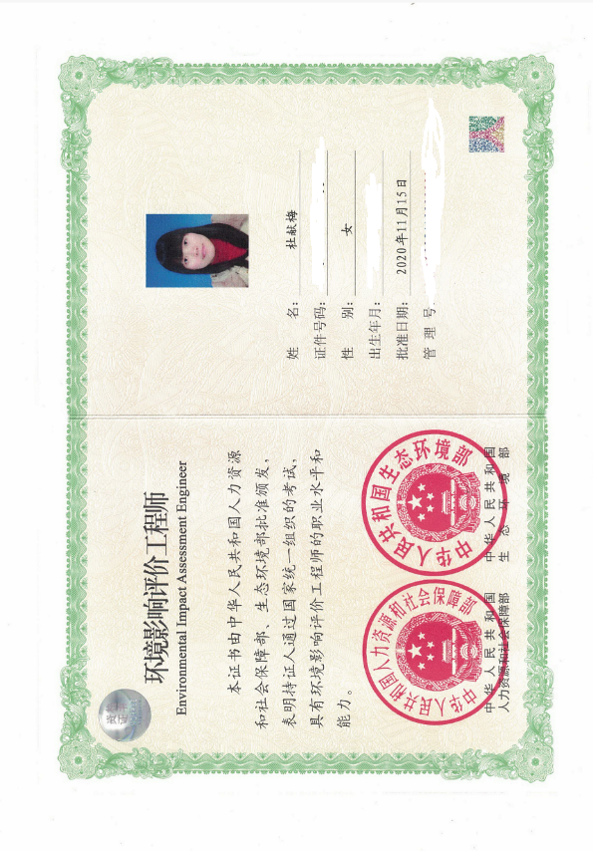 环境影响评价工程师
Environmental Impact Assessment Engineer
本证书由中华人民共和国人力资源
和社会保障部、生态环境部批准颁发，
表明持证人通过国家统一组织的考试，
具有环境影响评价工程师的职业水平和
能力。
中华人民共和国人力资源和社会保障部
中华人民共和国
人力资源和社会保障部
中华人民共和国生态环境部
中华人民共和国
生态环境部
姓名：杜献梅
证件号码：
性别：女
出生年月：
批准日期：2020年11月15日
管理号